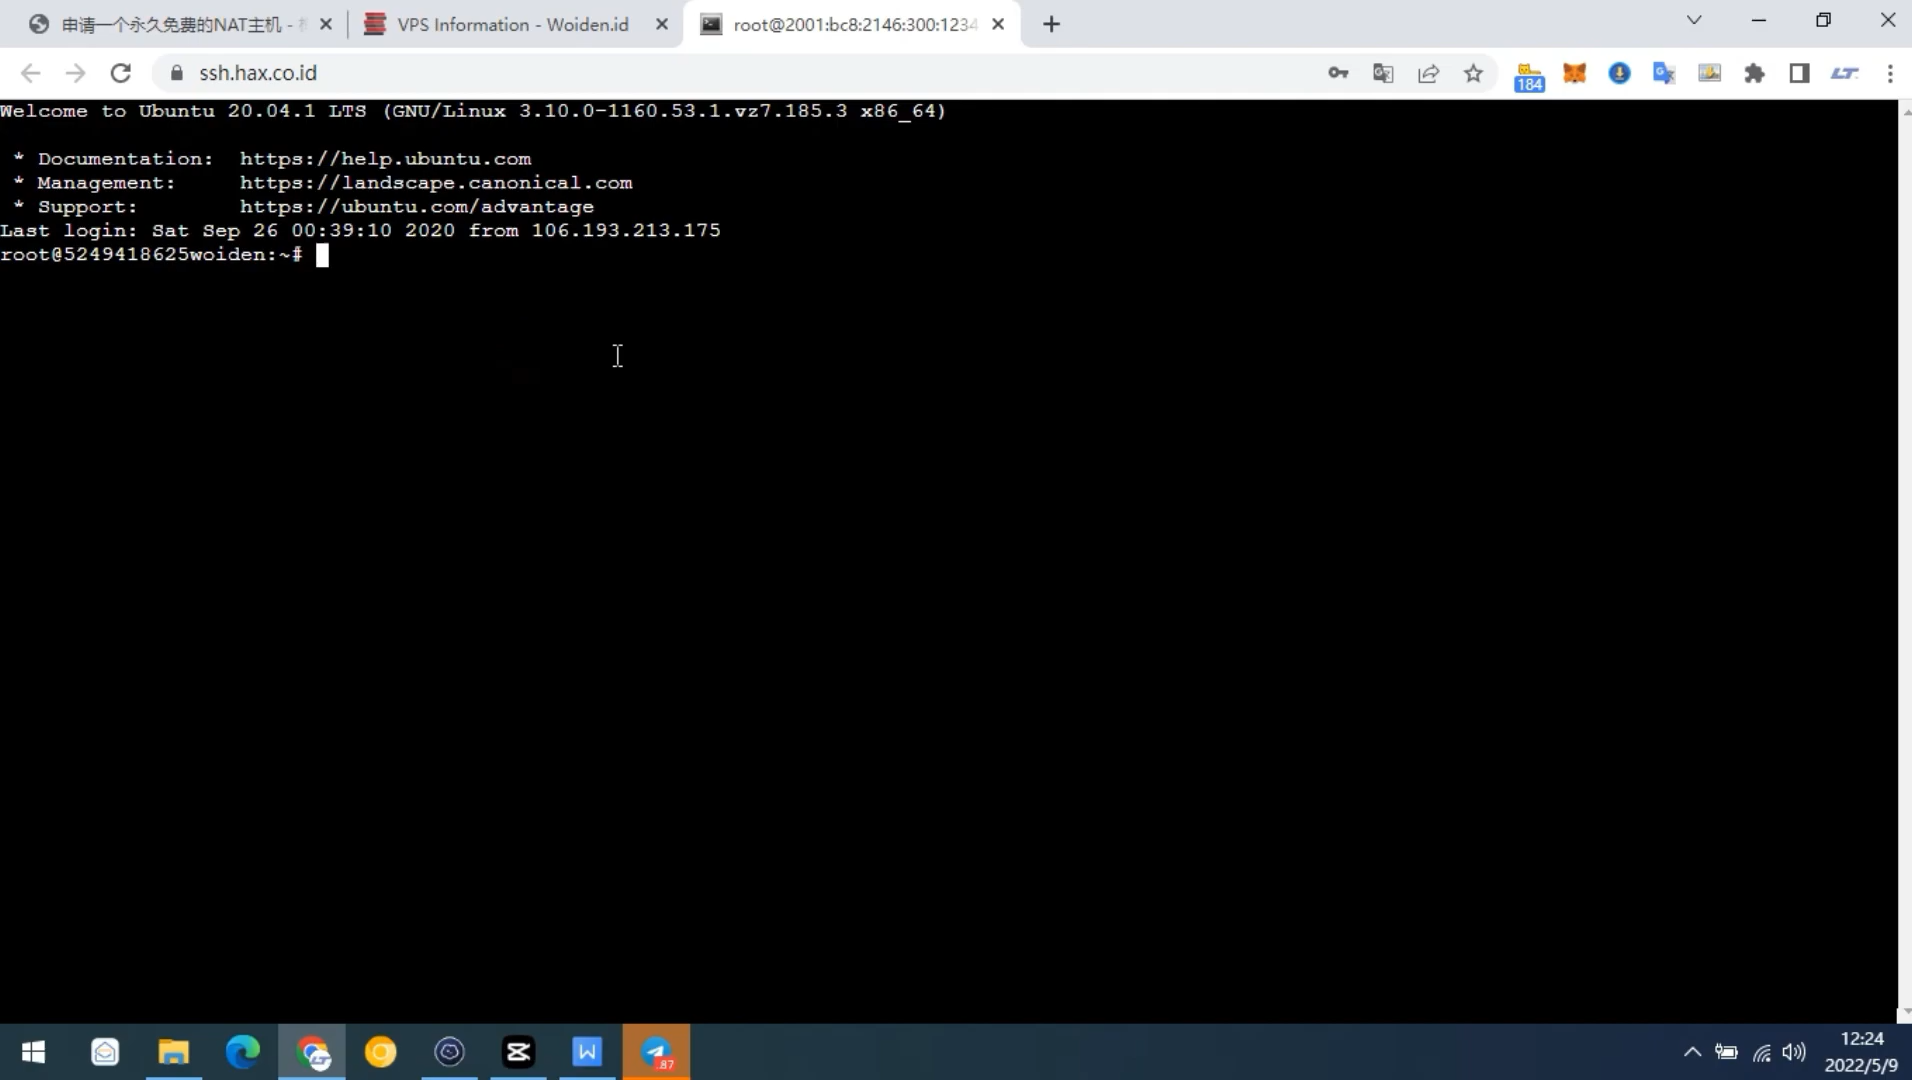 申请一个永久免费的NAT主机 -
VPS Information - Woiden.id
root@2001:bc8:2146:300:1234
ssh.hax.co.id
184
Welcome to Ubuntu 20.04.1 LTS (GNU/Linux 3.10.0-1160.53.1.vz7.185.3 x86_64)
* Documentation: https://help.ubuntu.com
* Management: https://landscape.canonical.com
* Support: https://ubuntu.com/advantage
Last login: Sat Sep 26 00:39:10 2020 from 106.193.213.175
root@5249418625woiden:~#
87
12:24
2022/5/9